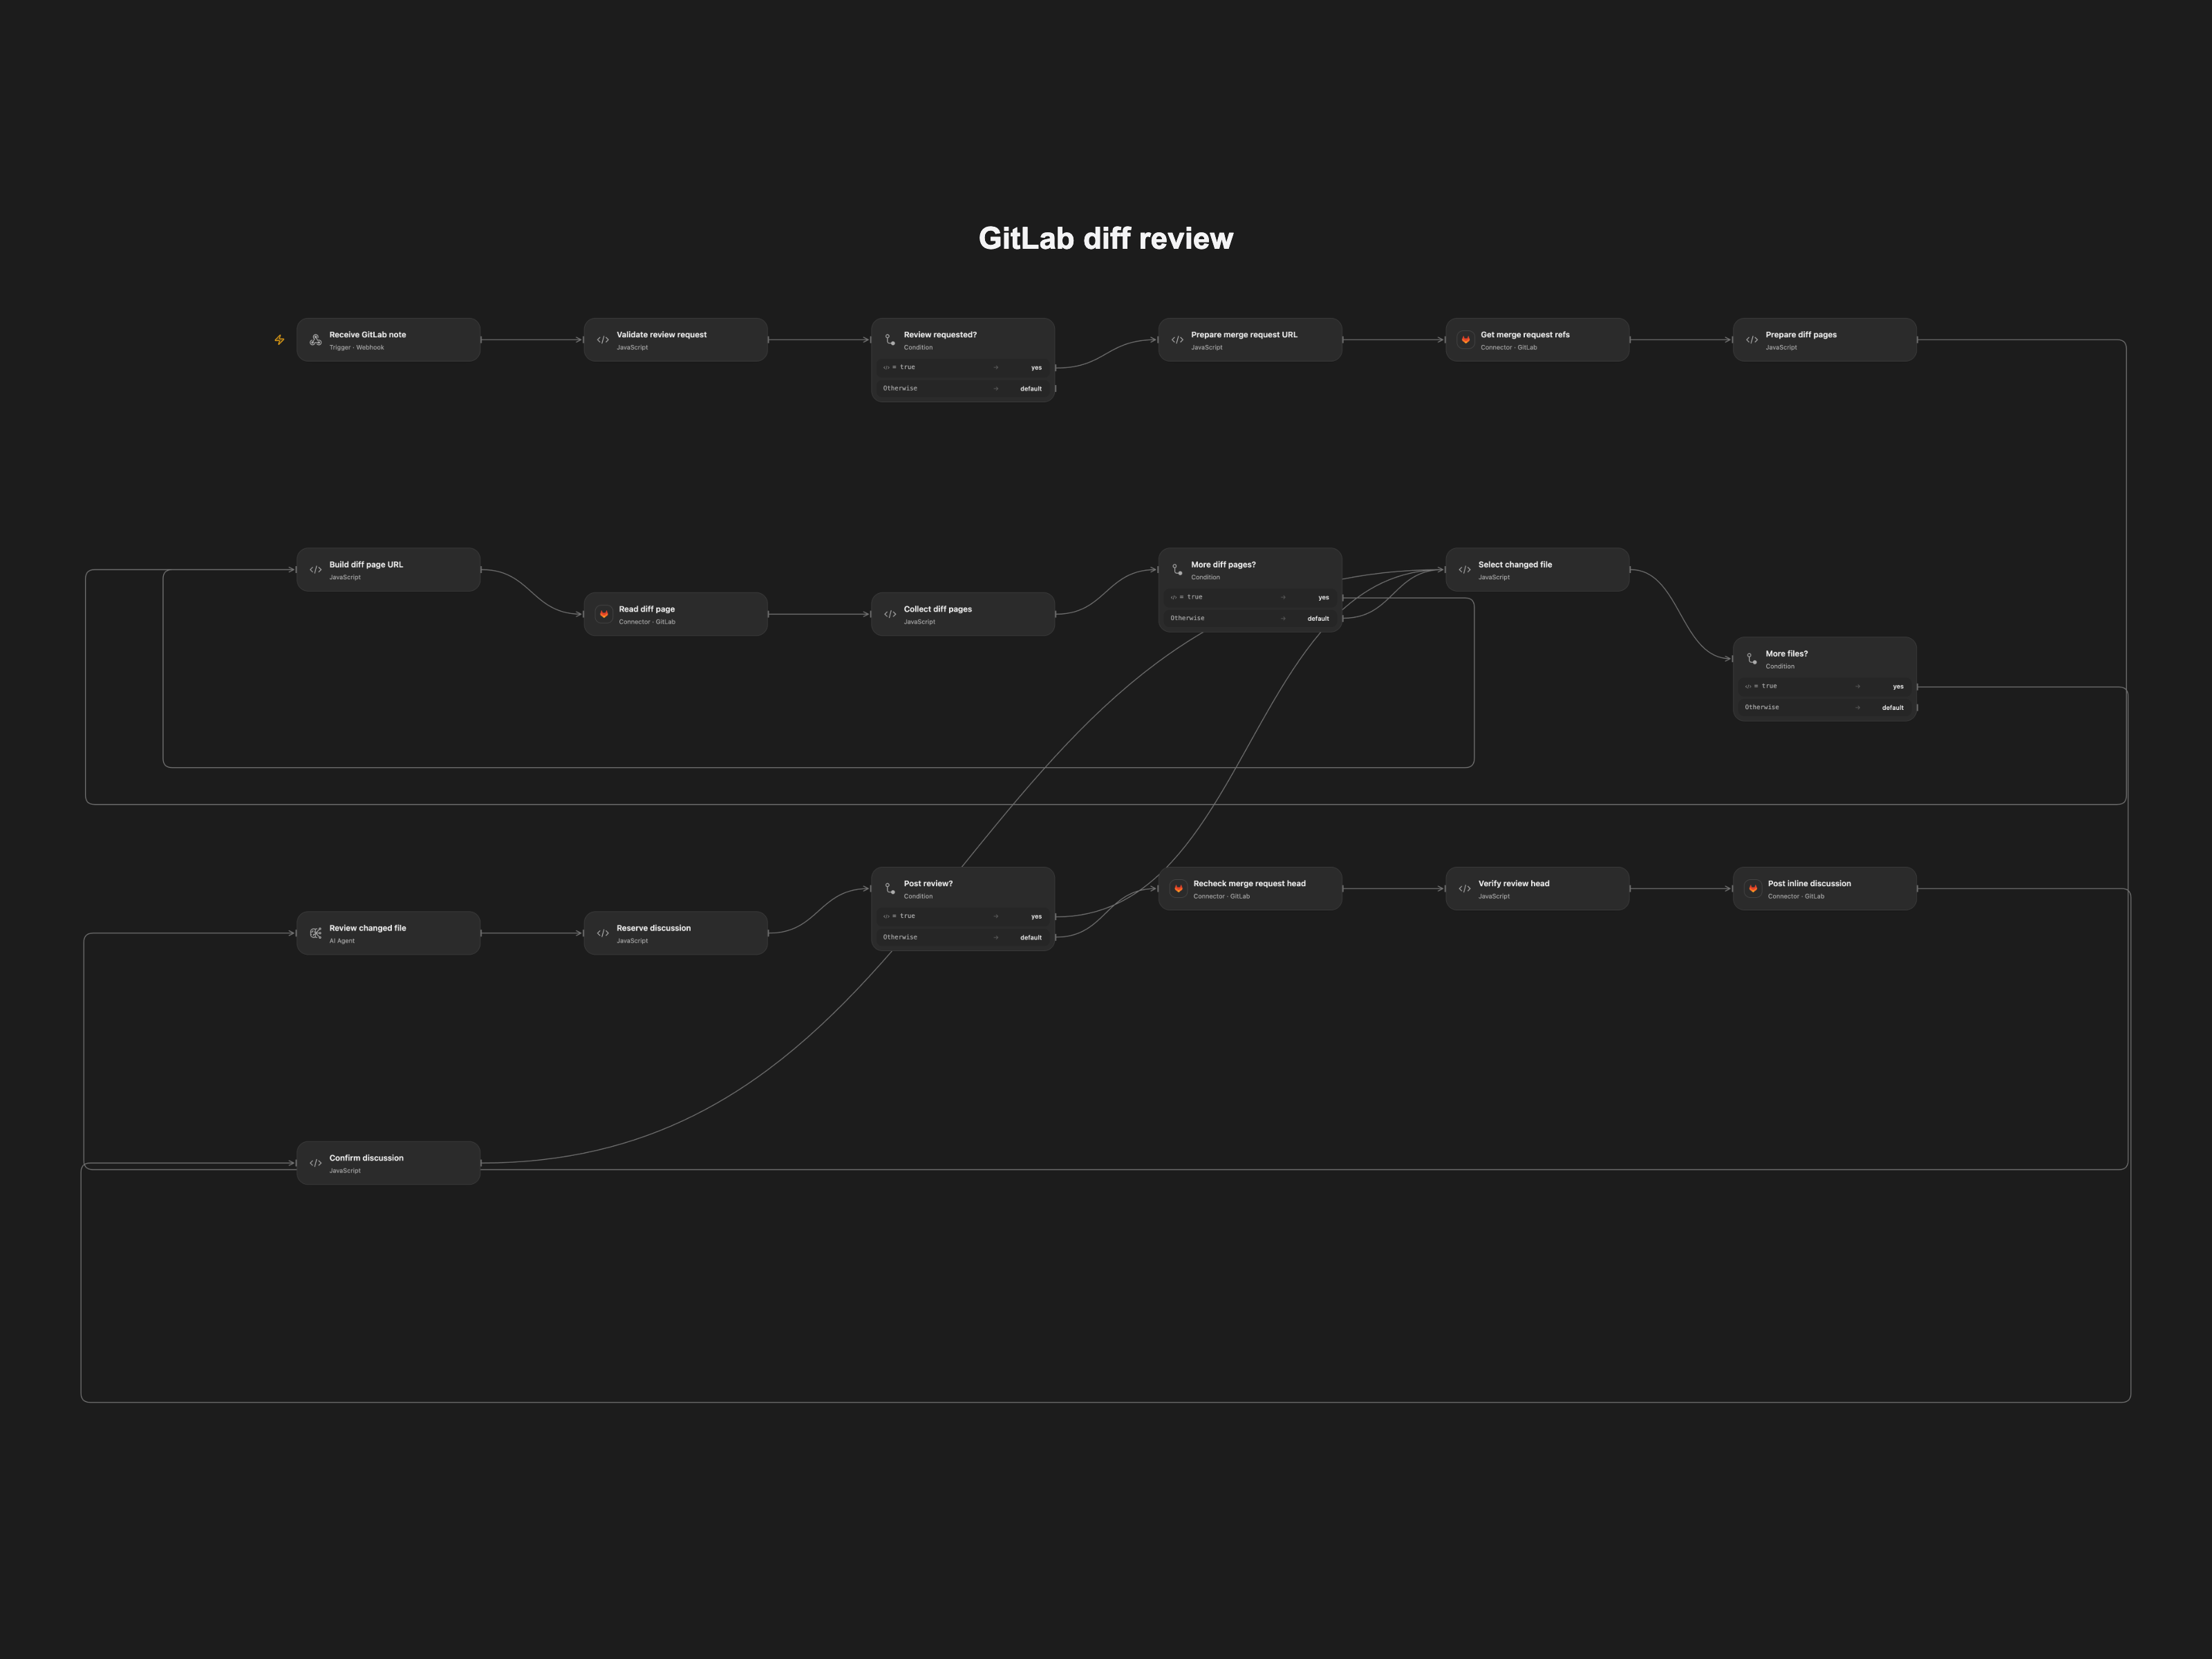 GitLab diff review
Receive GitLab note
Trigger · Webhook
Validate review request
JavaScript
Review requested?
Condition
</> = true → yes
Otherwise → default
Prepare merge request URL
JavaScript
Get merge request refs
Connector · GitLab
Prepare diff pages
JavaScript
Build diff page URL
JavaScript
Read diff page
Connector · GitLab
Collect diff pages
JavaScript
More diff pages?
Condition
</> = true → yes
Otherwise → default
Select changed file
JavaScript
More files?
Condition
</> = true → yes
Otherwise → default
Review changed file
AI Agent
Reserve discussion
JavaScript
Post review?
Condition
</> = true → yes
Otherwise → default
Recheck merge request head
Connector · GitLab
Verify review head
JavaScript
Post inline discussion
Connector · GitLab
Confirm discussion
JavaScript